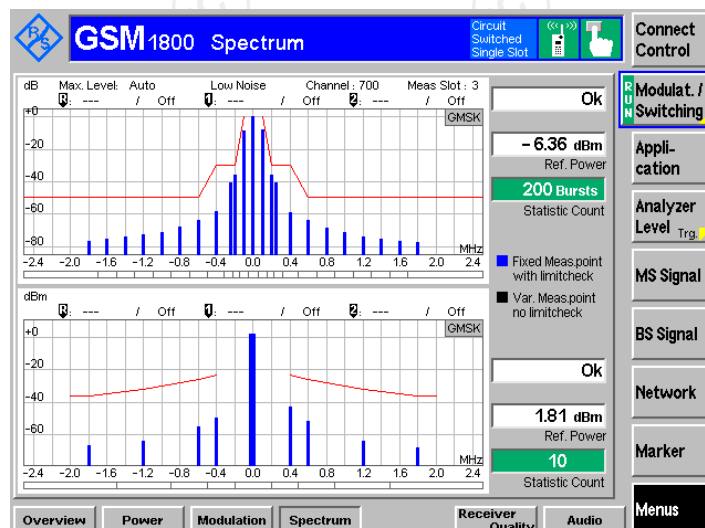 GSM1800 Spectrum
Circuit
Switched
Single Slot
Connect
Control
dB Max. Level: Auto Low Noise Channel : 700 Meas Slot : 3
R: --- / Off 1: --- / Off 2: --- / Off
GMSK
+0
-20
-40
-60
-80
MHz
-2.4 -2.0 -1.6 -1.2 -0.8 -0.4 0.0 0.4 0.8 1.2 1.6 2.0 2.4
Ok
- 6.36 dBm
Ref. Power
200 Bursts
Statistic Count
Fixed Meas.point
with limitcheck
Var. Meas.point
no limitcheck
dBm
R: --- / Off 1: --- / Off 2: --- / Off
GMSK
+0
-20
-40
-60
MHz
-2.4 -2.0 -1.6 -1.2 -0.8 -0.4 0.0 0.4 0.8 1.2 1.6 2.0 2.4
Ok
1.81 dBm
Ref. Power
10
Statistic Count
RUN
Modulat. /
Switching
Appli-
cation
Analyzer
Level Trg.
MS Signal
BS Signal
Network
Marker
Menus
Overview Power Modulation Spectrum Receiver Quality Audio